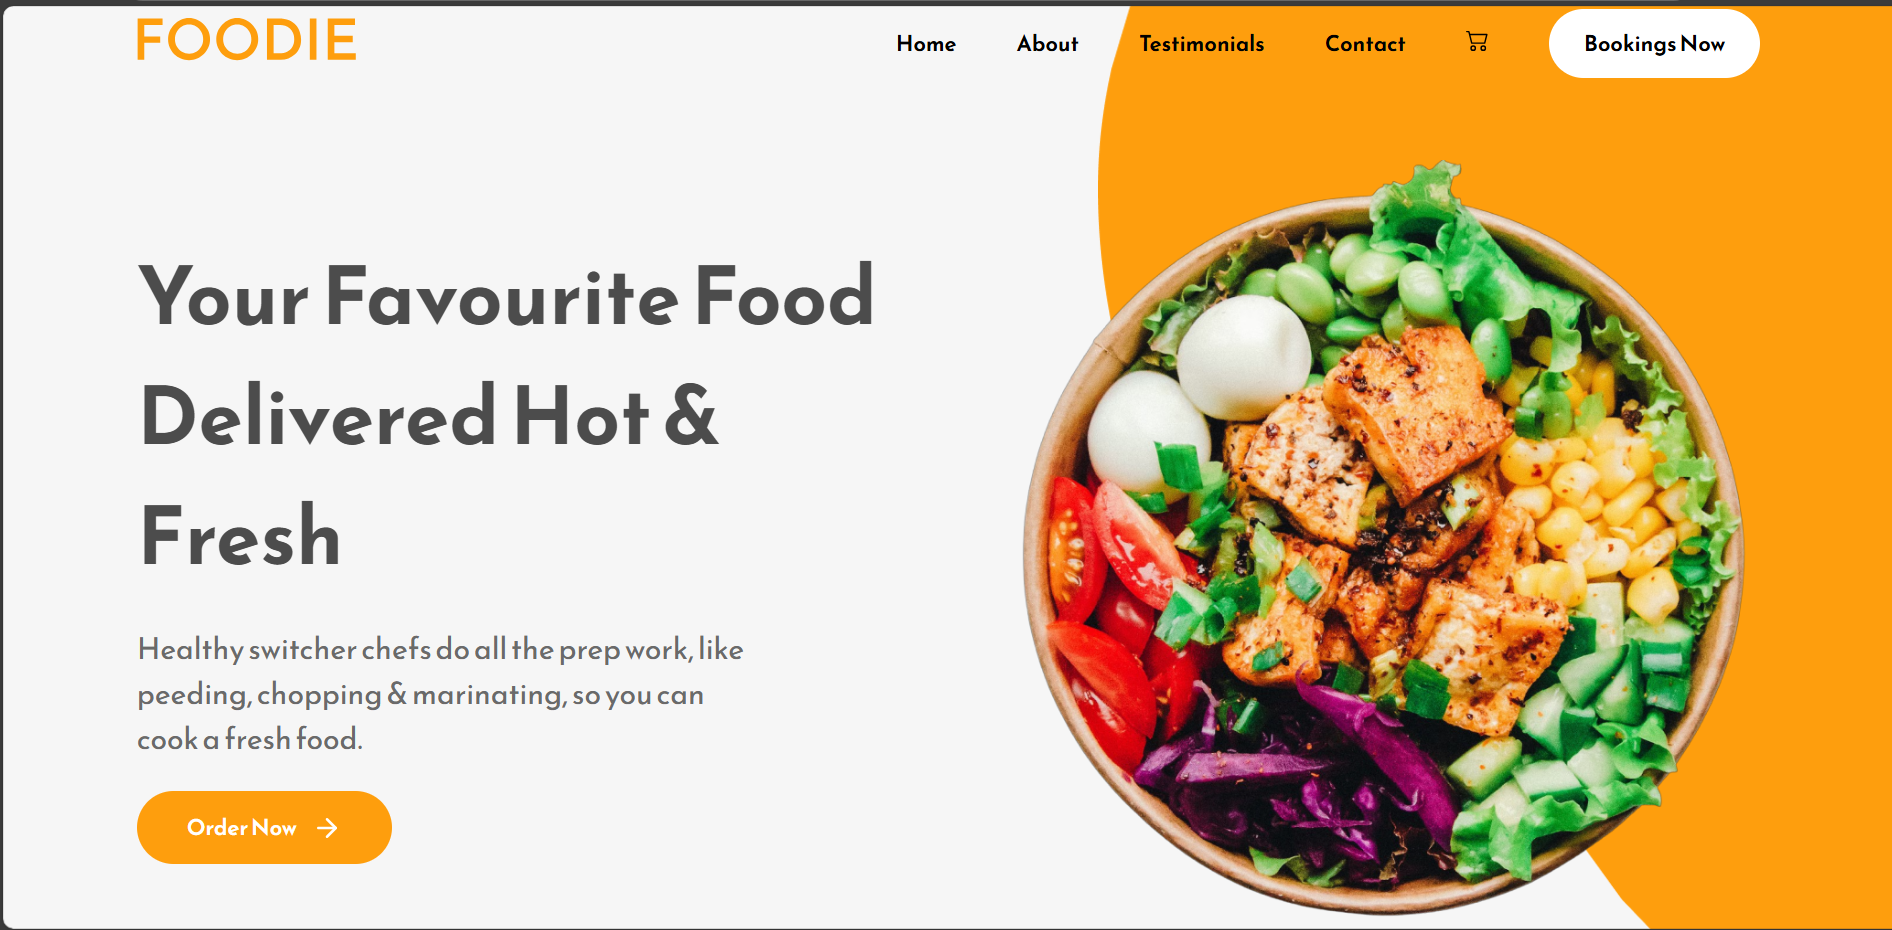 FOODIE
Home About Testimonials Contact Bookings Now
Your Favourite Food
Delivered Hot &
Fresh
Healthy switcher chefs do all the prep work, like
peeding, chopping & marinating, so you can
cook a fresh food.
Order Now